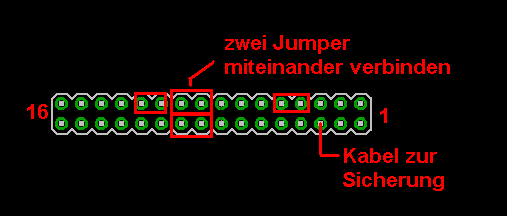 zwei Jumper
miteinander verbinden
16
1
Kabel zur
Sicherung